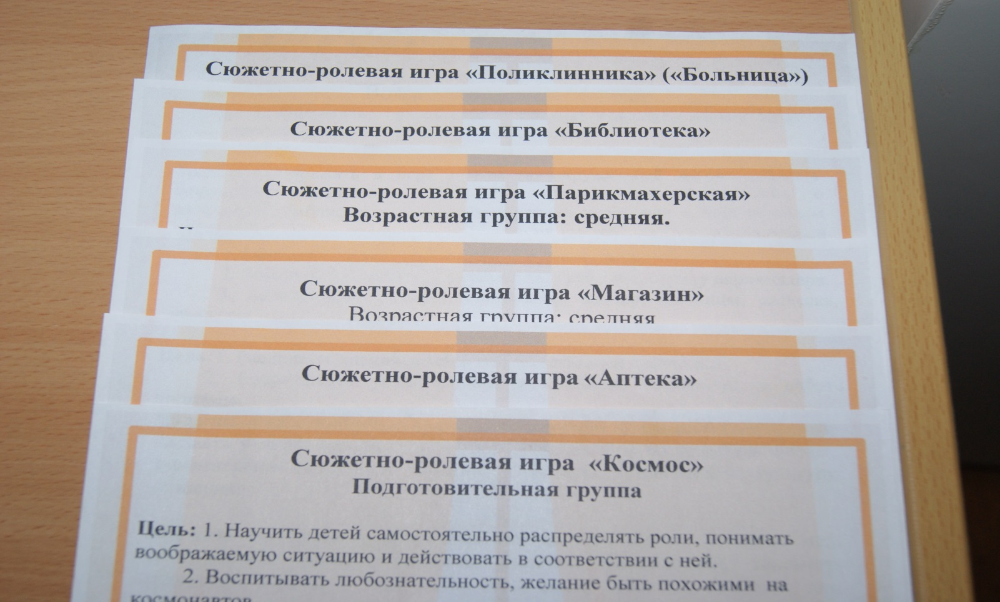 Сюжетно-ролевая игра «Поликлинника» («Больница»)
Сюжетно-ролевая игра «Библиотека»
Сюжетно-ролевая игра «Парикмахерская»
Возрастная группа: средняя.
Сюжетно-ролевая игра «Магазин»
Возрастная группа: средняя
Сюжетно-ролевая игра «Аптека»
Сюжетно-ролевая игра «Космос»
Подготовительная группа
Цель: 1. Научить детей самостоятельно распределять роли, понимать
воображаемую ситуацию и действовать в соответствии с ней.
2. Воспитывать любознательность, желание быть похожими на
космонавтов